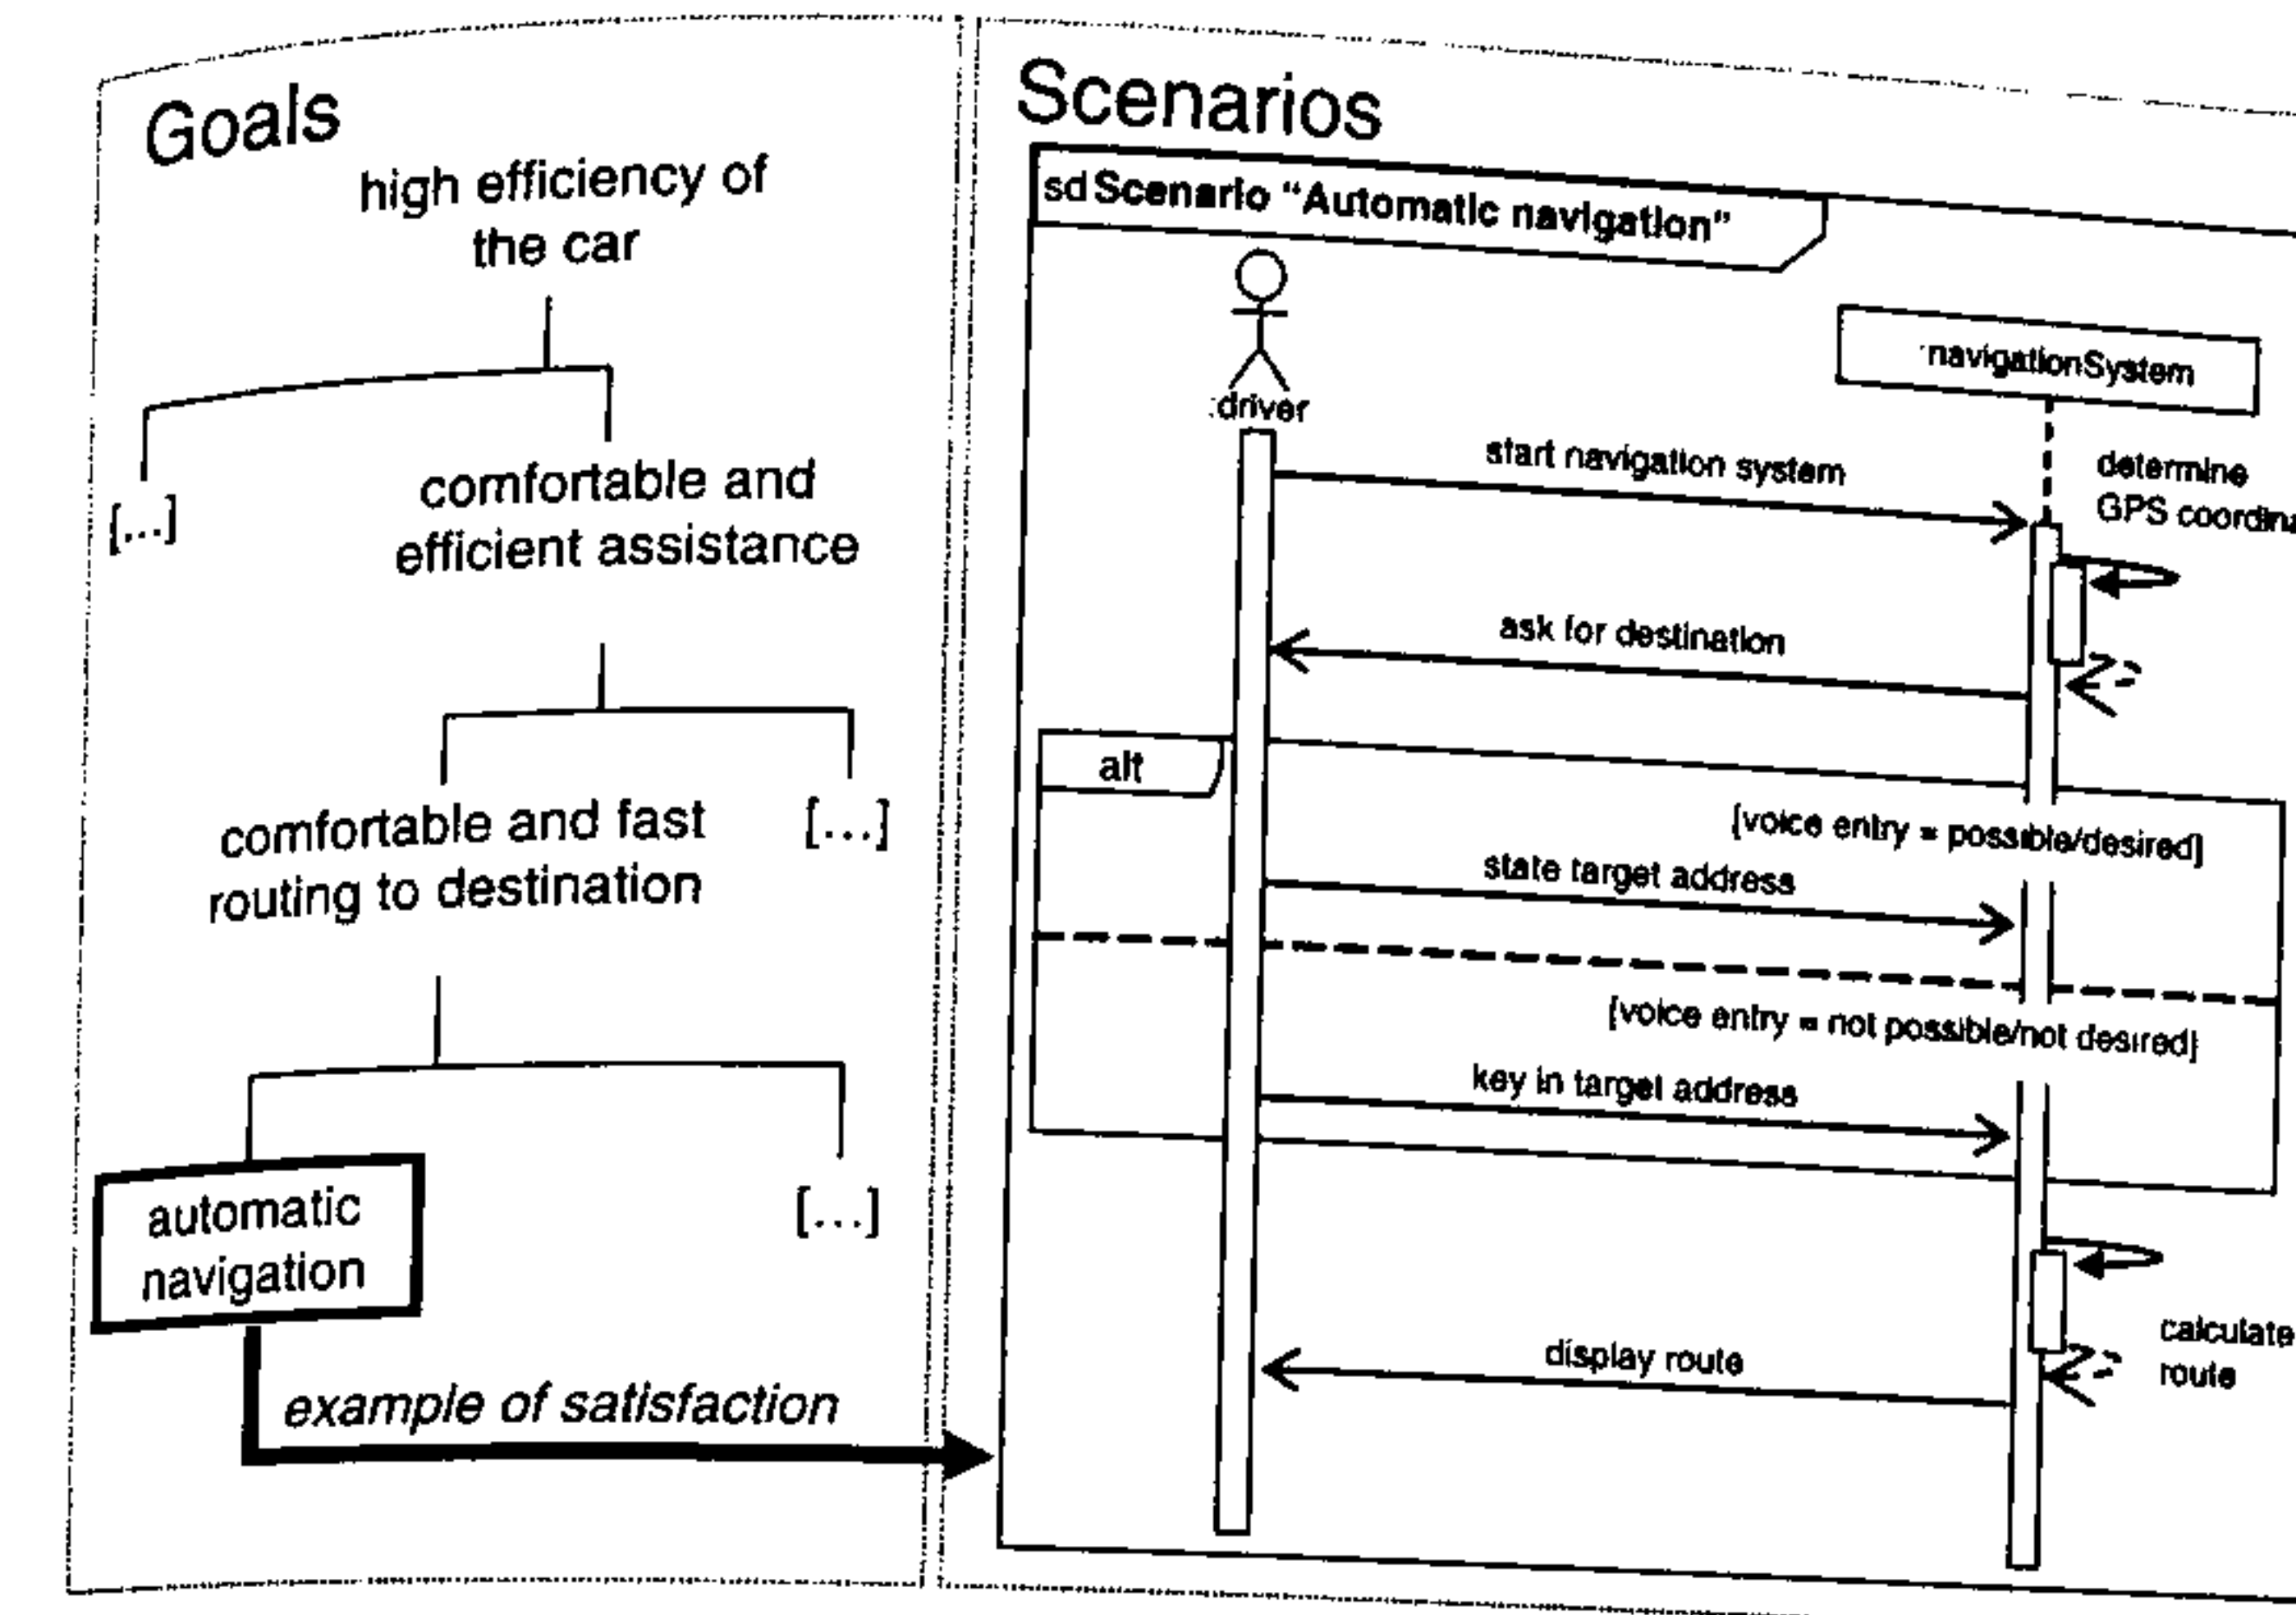 Goals
high efficiency of
the car
[...]
comfortable and
efficient assistance
comfortable and fast
routing to destination
[...]
automatic
navigation
[...]
example of satisfaction
Scenarios
sd Scenario "Automatic navigation"
:driver
:navigationSystem
start navigation system
determine
GPS
ask for destination
alt
[voice entry = possible/desired]
state target address
[voice entry = not possible/not desired]
key in target address
calculate
route
display route